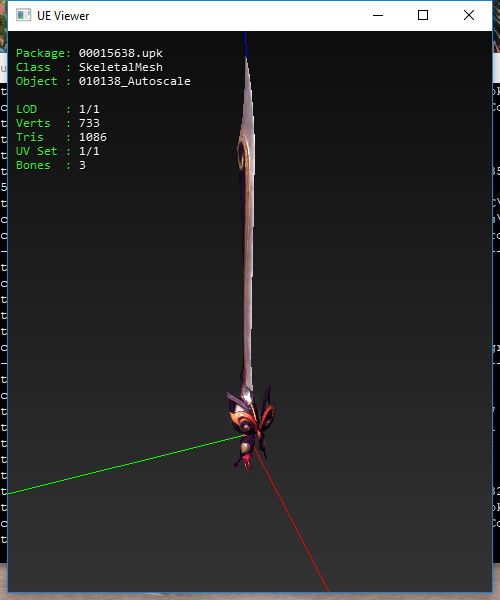 UE Viewer
Package: 00015638.upk
Class  : SkeletalMesh
Object : 010138_Autoscale
LOD    : 1/1
Verts  : 733
Tris   : 1086
UV Set : 1/1
Bones  : 3